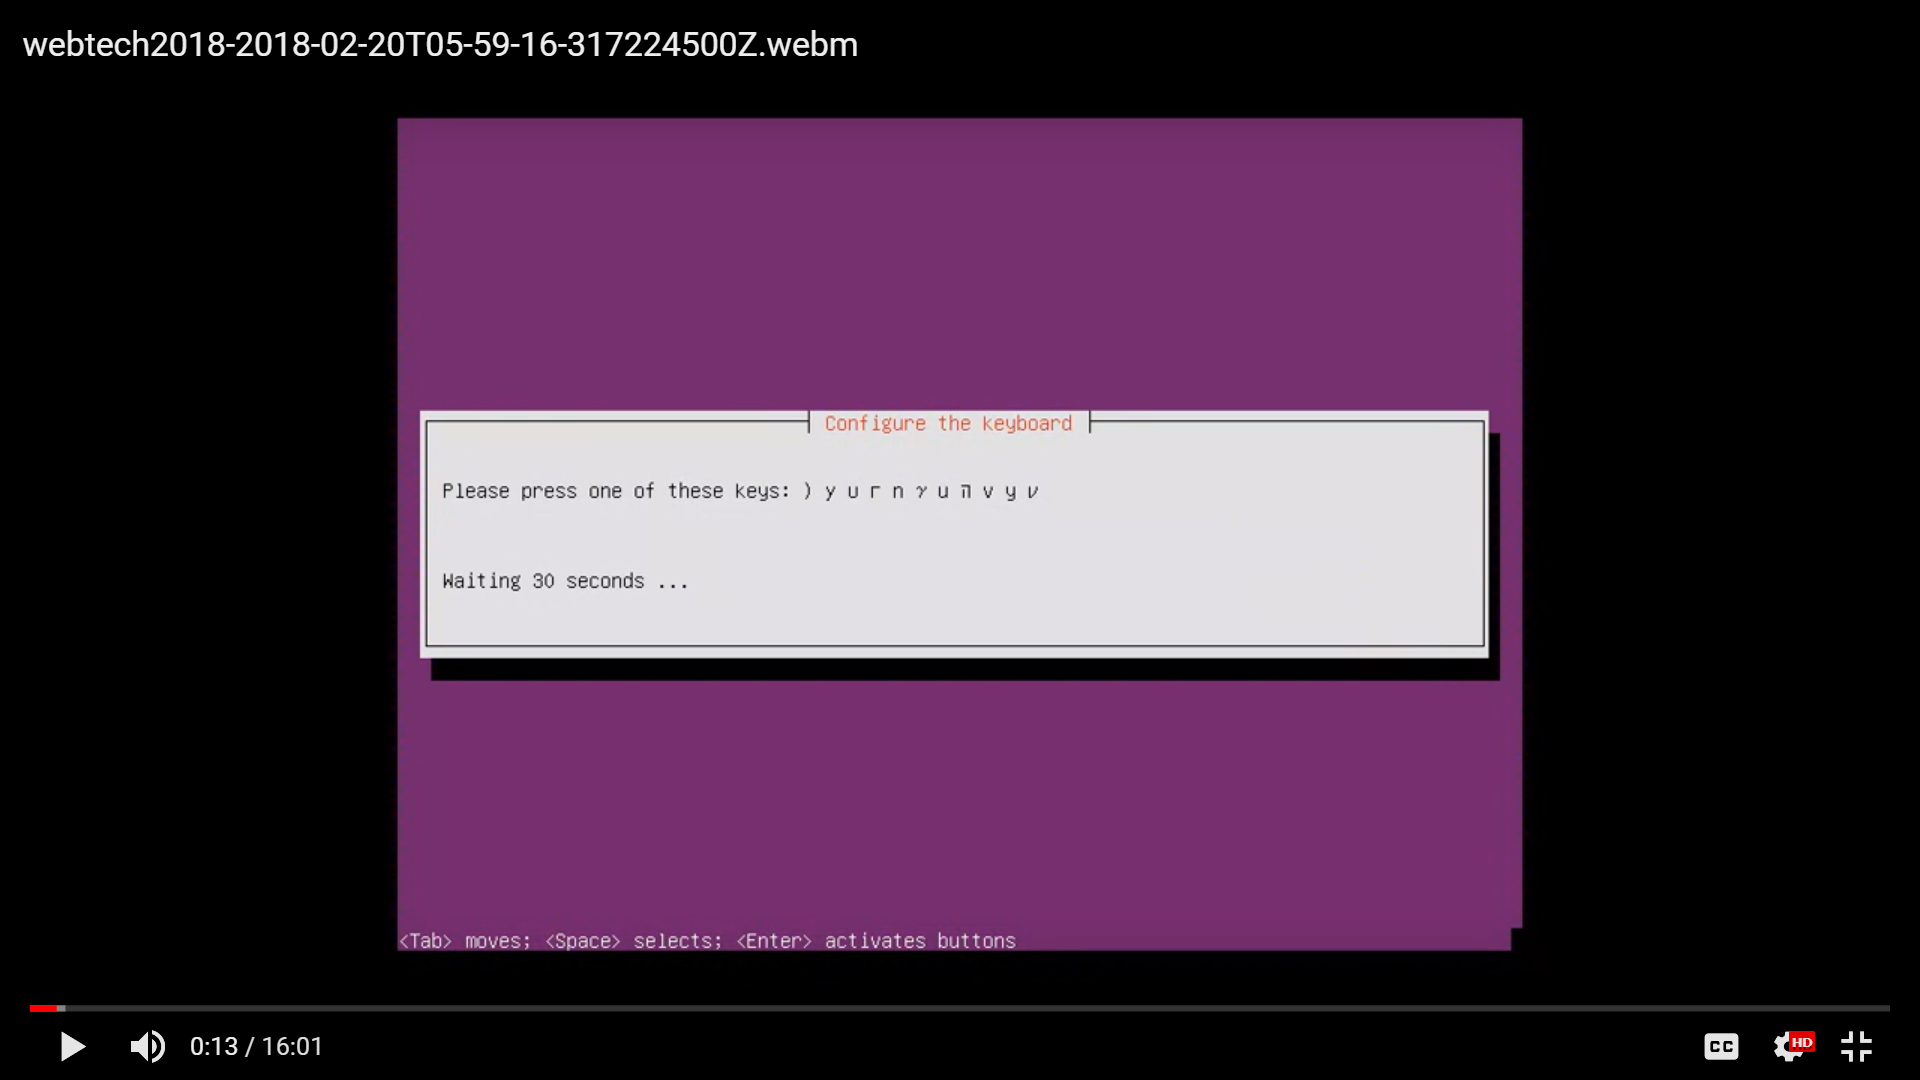 webtech2018-2018-02-20T05-59-16-317224500Z.webm
Configure the keyboard
Please press one of these keys: ) y u r n γ u ח v y ν
Waiting 30 seconds ...
<Tab> moves; <Space> selects; <Enter> activates buttons
0:13 / 16:01
CC
HD